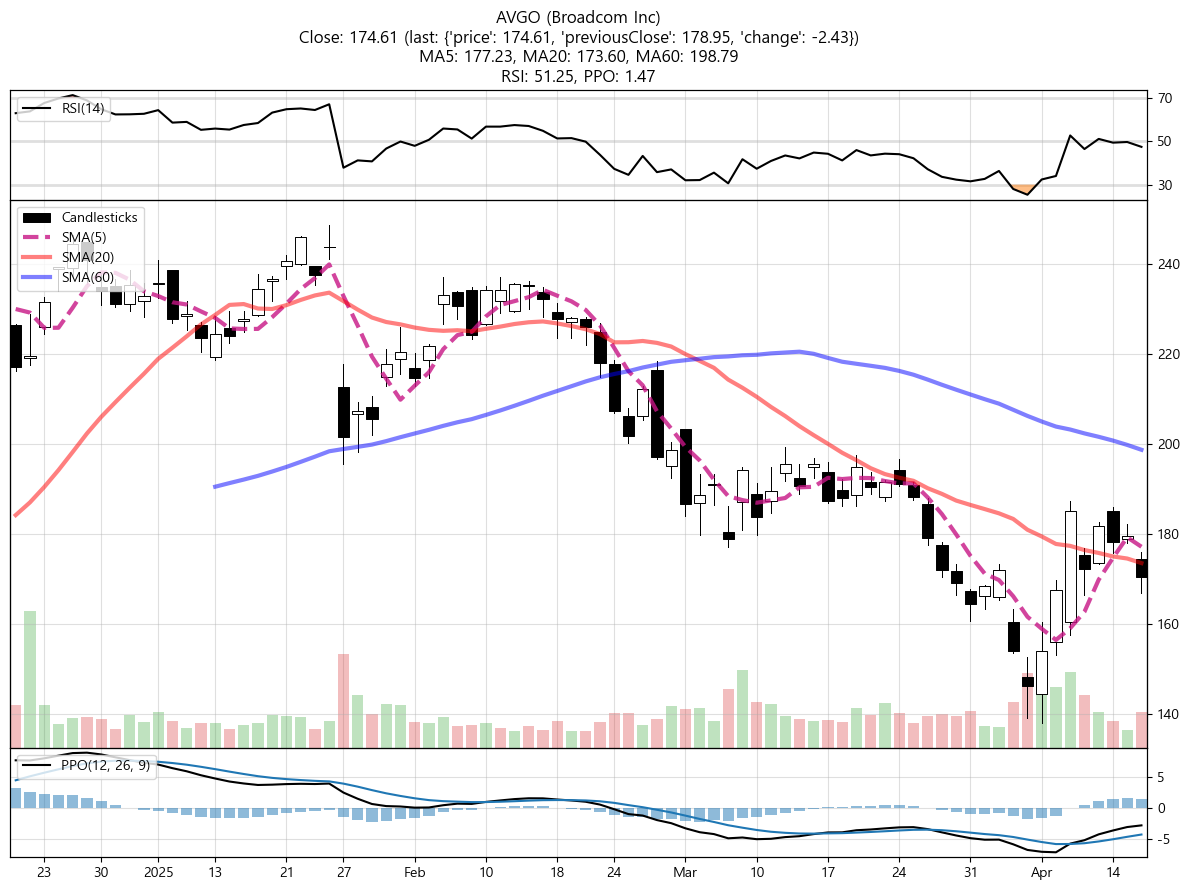 AVGO (Broadcom Inc)
Close: 174.61 (last: {'price': 174.61, 'previousClose': 178.95, 'change': -2.43})
MA5: 177.23, MA20: 173.60, MA60: 198.79
RSI: 51.25, PPO: 1.47
RSI(14)
70
50
30
Candlesticks
SMA(5)
SMA(20)
SMA(60)
240
220
200
180
160
140
PPO(12, 26, 9)
5
0
-5
23 30 2025 13 21 27 Feb 10 18 24 Mar 10 17 24 31 Apr 14